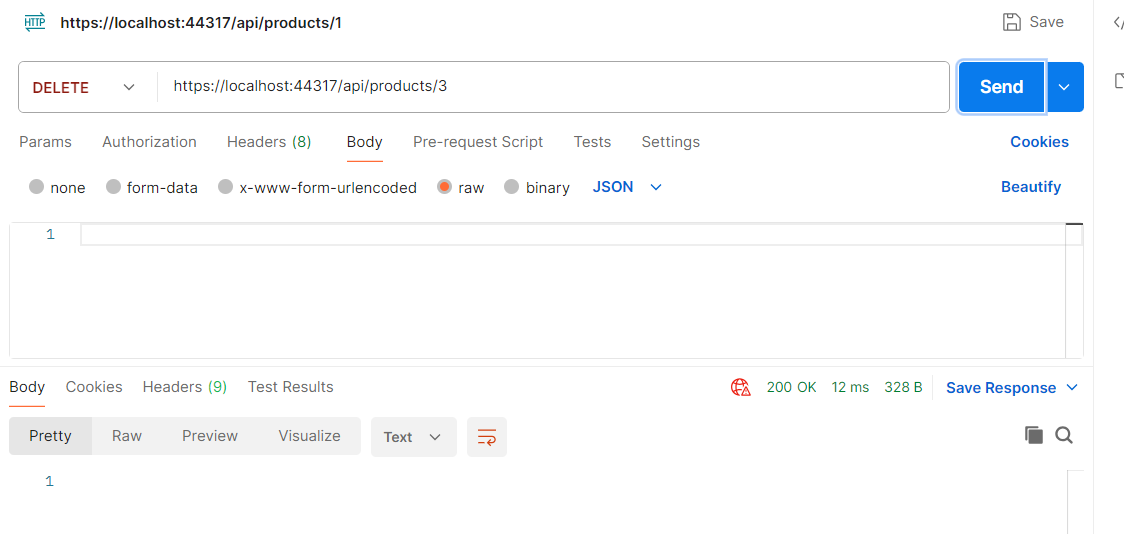 HTTP https://localhost:44317/api/products/1 Save
DELETE https://localhost:44317/api/products/3 Send
Params Authorization Headers (8) Body Pre-request Script Tests Settings Cookies
none form-data x-www-form-urlencoded raw binary JSON Beautify
1
Body Cookies Headers (9) Test Results 200 OK 12 ms 328 B Save Response
Pretty Raw Preview Visualize Text
1